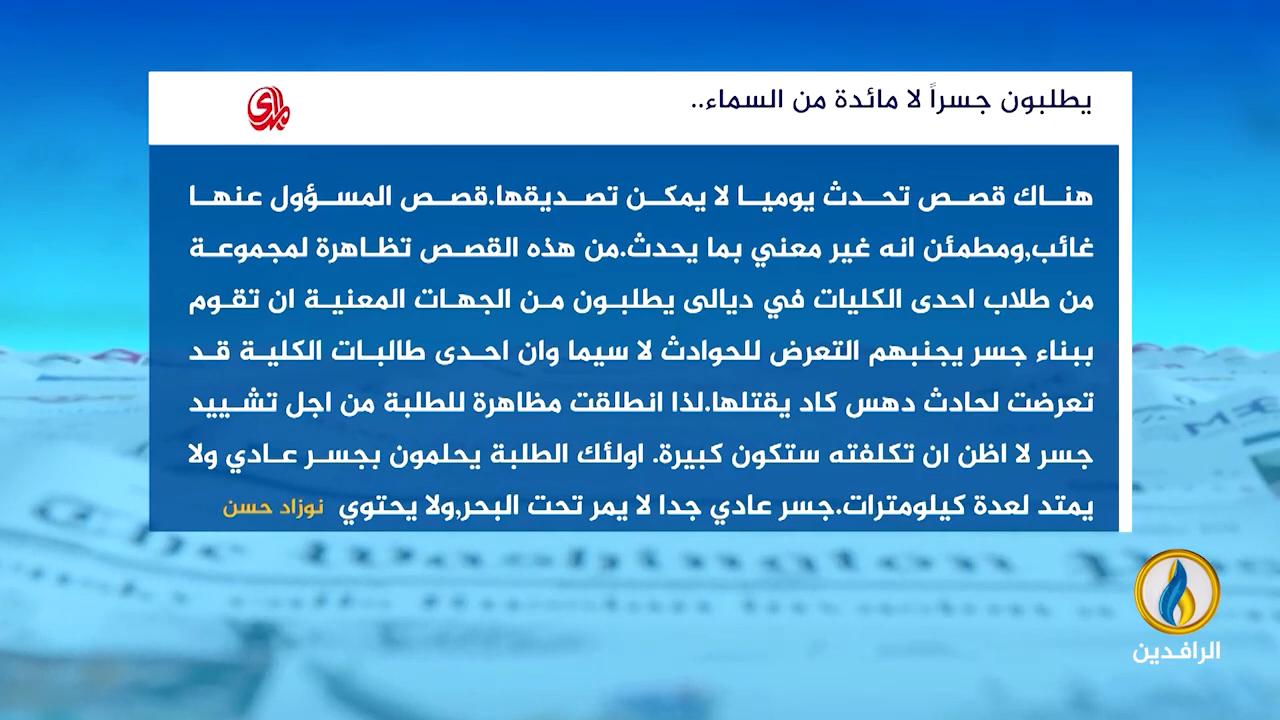 يطلبون جسراً لا مائدة من السماء..
المدى
هناك قصص تحدث يوميا لا يمكن تصديقها.قصص المسؤول عنها
غائب,ومطمئن انه غير معني بما يحدث.من هذه القصص تظاهرة لمجموعة
من طلاب احدى الكليات في ديالى يطلبون من الجهات المعنية ان تقوم
ببناء جسر يجنبهم التعرض للحوادث لا سيما وان احدى طالبات الكلية قد
تعرضت لحادث دهس كاد يقتلها.لذا انطلقت مظاهرة للطلبة من اجل تشييد
جسر لا اظن ان تكلفته ستكون كبيرة. اولئك الطلبة يحلمون بجسر عادي ولا
يمتد لعدة كيلومترات.جسر عادي جدا لا يمر تحت البحر,ولا يحتوي نوزاد حسن
الرافدين